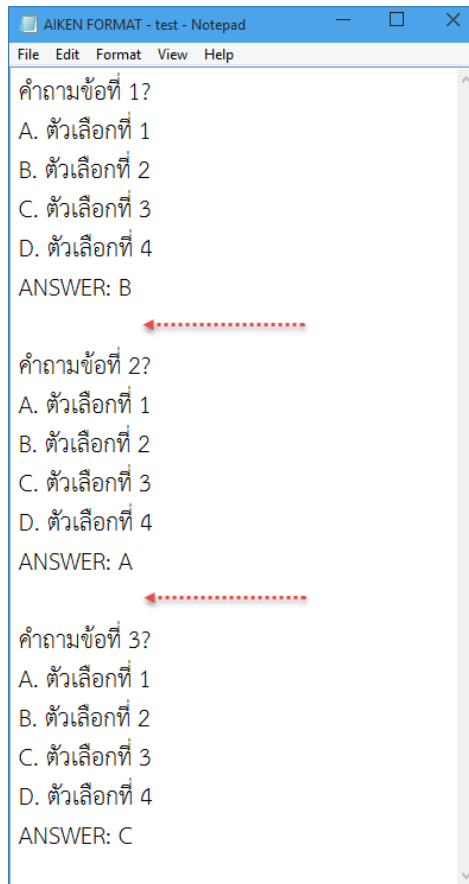 AIKEN FORMAT - test - Notepad
File Edit Format View Help
คำถามข้อที่ 1?
A. ตัวเลือกที่ 1
B. ตัวเลือกที่ 2
C. ตัวเลือกที่ 3
D. ตัวเลือกที่ 4
ANSWER: B
คำถามข้อที่ 2?
A. ตัวเลือกที่ 1
B. ตัวเลือกที่ 2
C. ตัวเลือกที่ 3
D. ตัวเลือกที่ 4
ANSWER: A
คำถามข้อที่ 3?
A. ตัวเลือกที่ 1
B. ตัวเลือกที่ 2
C. ตัวเลือกที่ 3
D. ตัวเลือกที่ 4
ANSWER: C